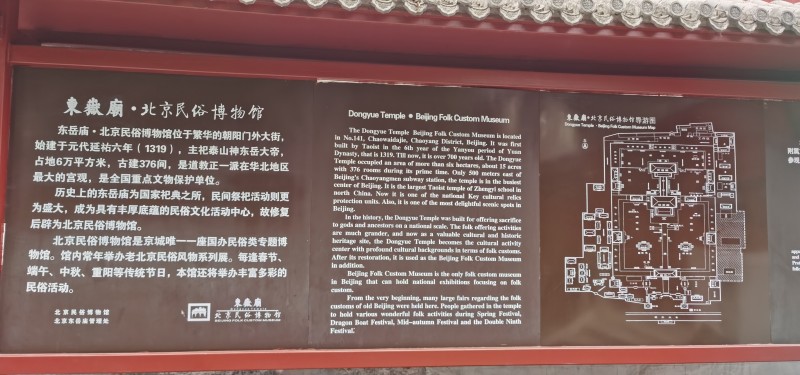 東嶽廟·北京民俗博物馆
东岳庙·北京民俗博物馆位于繁华的朝阳门外大街，
始建于元代延祐六年（1319），主祀泰山神东岳大帝，
占地6万平方米，古建376间，是道教正一派在华北地区
最大的宫观，是全国重点文物保护单位。
历史上的东岳庙为国家祀典之所，民间祭祀活动则更
为盛大，成为具有丰厚底蕴的民俗文化活动中心，故修复
后辟为北京民俗博物馆。
北京民俗博物馆是京城唯一一座国办民俗类专题博
物馆。馆内常年举办老北京民俗风物系列展。每逢春节、
端午、中秋、重阳等传统节日，本馆还将举办丰富多彩的
民俗活动。
北京民俗博物馆
北京东岳庙管理处
東嶽廟
北京民俗博物馆
BEIJING FOLK CUSTOM MUSEUM
Dongyue Temple • Beijing Folk Custom Museum
The Dongyue Temple Beijing Folk Custom Museum is located
in No.141, Chaowaidajie, Chaoyang District, Beijing. It was first
built by Taoist in the 6th year of the Yanyou period of Yuan
Dynasty, that is 1319. Till now, it is over 700 years old. The Dongyue
Temple occupied an area of more than six hectares, about 15 acres
with 376 rooms during its prime time. Only 500 meters east of
Beijing's Chaoyangmen subway station, the temple is in the busiest
center of Beijing. It is the largest Taoist temple of Zhengyi school in
north China. Now it is one of the national Key cultural relics
protection units. Also, it is one of the most delightful scenic spots in
Beijing.
In the history, the Dongyue Temple was built for offering sacrifice
to gods and ancestors on a national scale. The folk offering activities
are much grander, and now as a valuable cultural and historic
heritage site, the Dongyue Temple becomes the cultural activity
center with profound cultural backgrounds in terms of folk customs.
After its restoration, it is used as the Beijing Folk Custom Museum
in addition.
Beijing Folk Custom Museum is the only folk custom museum
in Beijing that can hold national exhibitions focusing on folk
custom.
From the very beginning, many large fairs regarding the folk
customs of old Beijing were held here. People gathered in the temple
to hold various wonderful folk activities during Spring Festival,
Dragon Boat Festival, Mid-autumn Festival and the Double Ninth
Festival.
東嶽廟·北京民俗博物馆导游图
Dongyue Temple · Beijing Folk Custom Museum Map